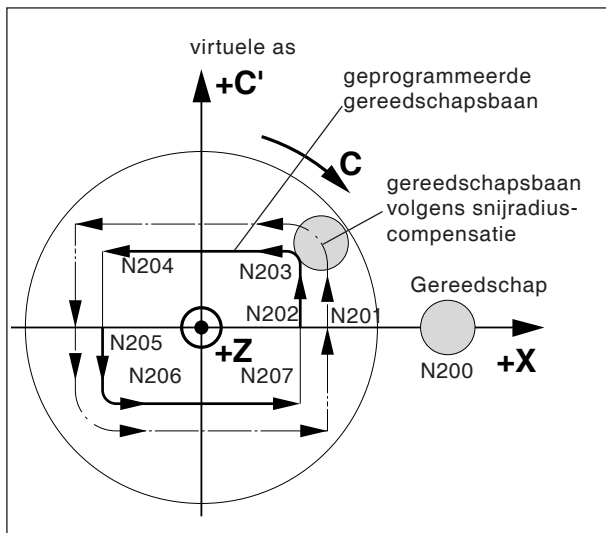 virtuele as
+C'
geprogrammeerde
gereedschapsbaan
C
gereedschapsbaan
volgens snijradius-
compensatie
N204
N203
Gereedschap
N202
N201
N205
+Z
+X
N206
N207
N200